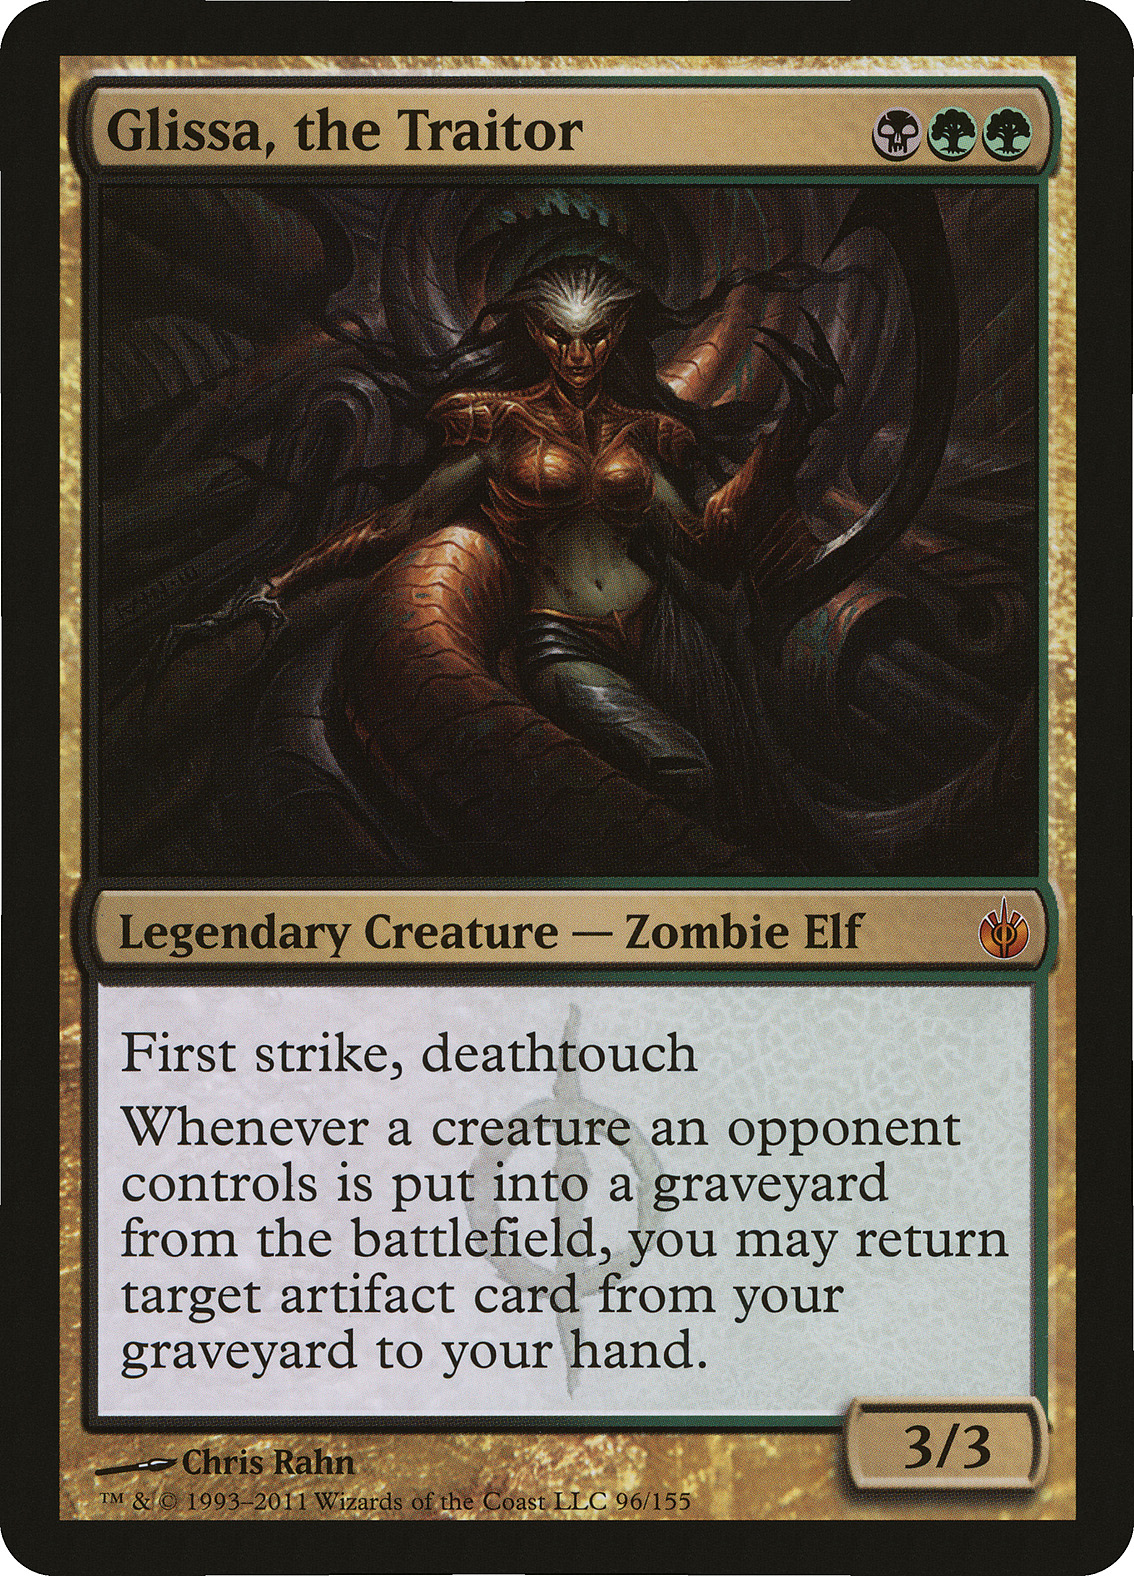 Glissa, the Traitor
Legendary Creature — Zombie Elf
First strike, deathtouch
Whenever a creature an opponent
controls is put into a graveyard
from the battlefield, you may return
target artifact card from your
graveyard to your hand.
3/3
Chris Rahn
™ & © 1993–2011 Wizards of the Coast LLC 96/155